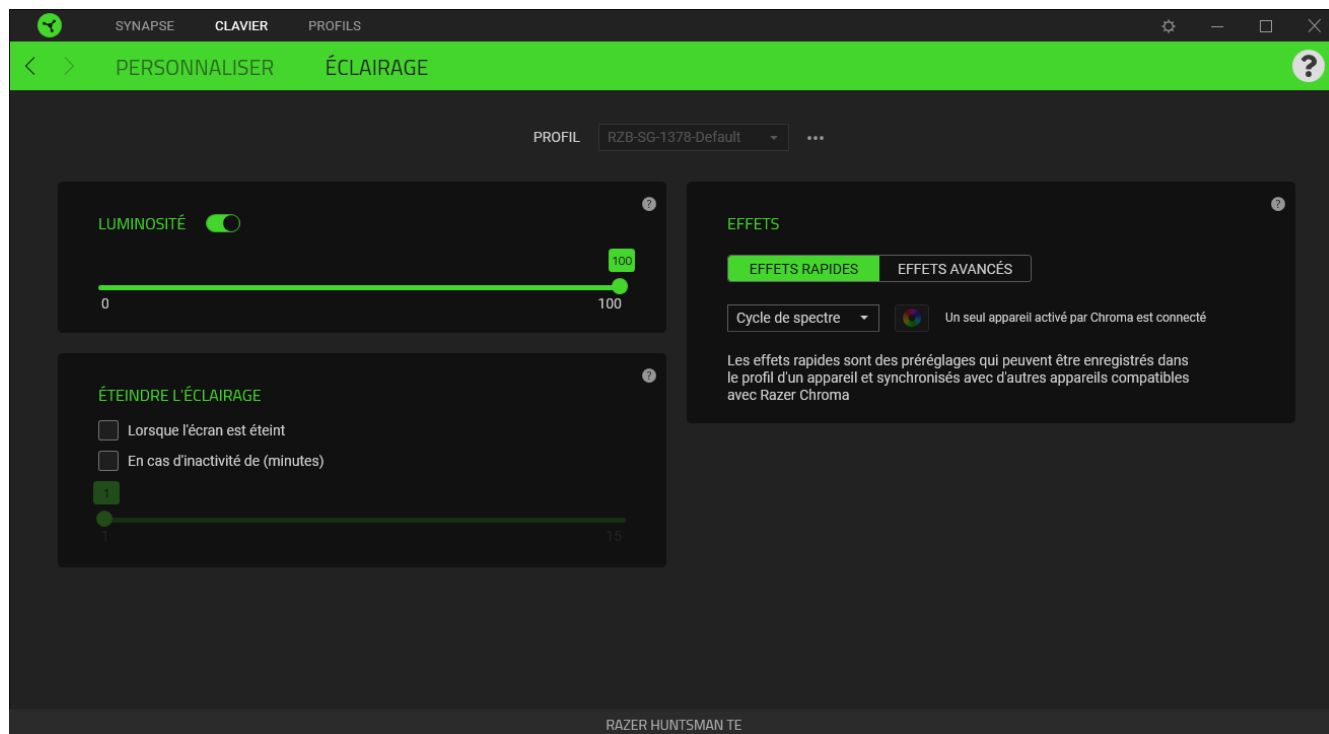 SYNAPSE CLAVIER PROFILS
PERSONNALISER ÉCLAIRAGE
?
PROFIL RZB-SG-1378-Default
?
LUMINOSITÉ
100
0 100
?
ÉTEINDRE L'ÉCLAIRAGE
Lorsque l'écran est éteint
En cas d'inactivité de (minutes)
1
1 15
?
EFFETS
EFFETS RAPIDES EFFETS AVANCÉS
Cycle de spectre Un seul appareil activé par Chroma est connecté
Les effets rapides sont des préréglages qui peuvent être enregistrés dans
le profil d'un appareil et synchronisés avec d'autres appareils compatibles
avec Razer Chroma
RAZER HUNTSMAN TE